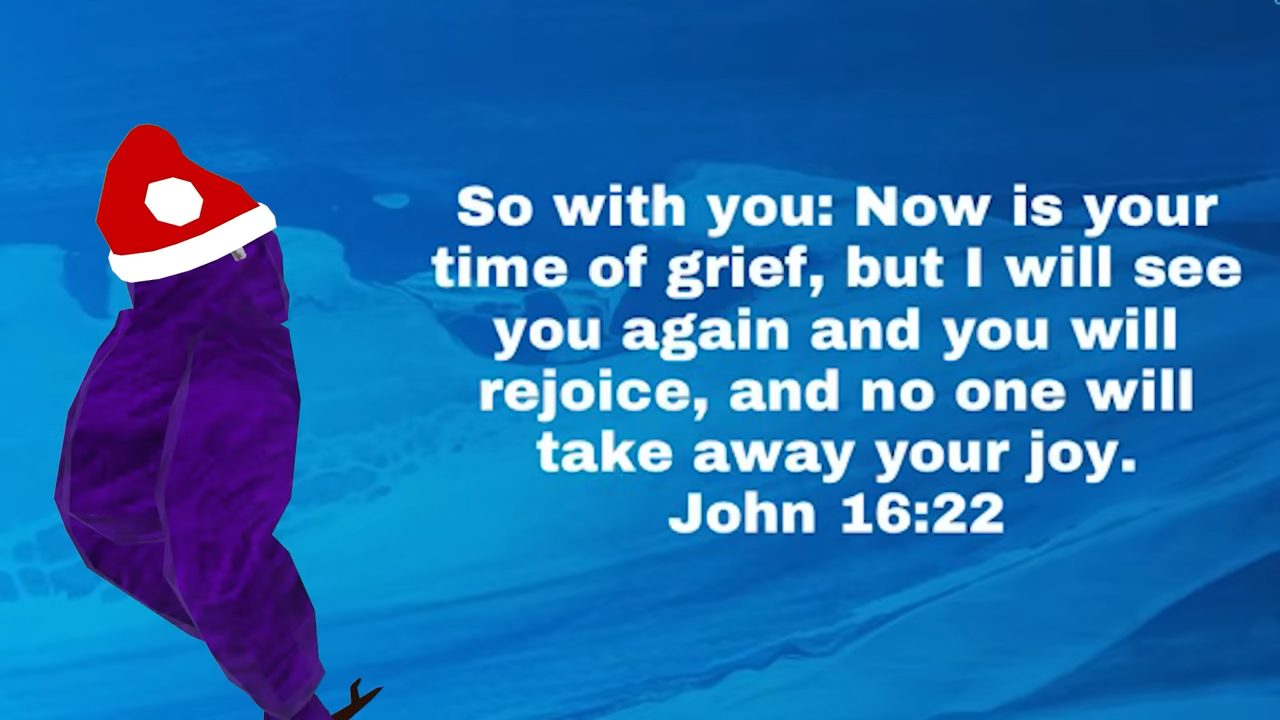 So with you: Now is your
time of grief, but I will see
you again and you will
rejoice, and no one will
take away your joy.
John 16:22